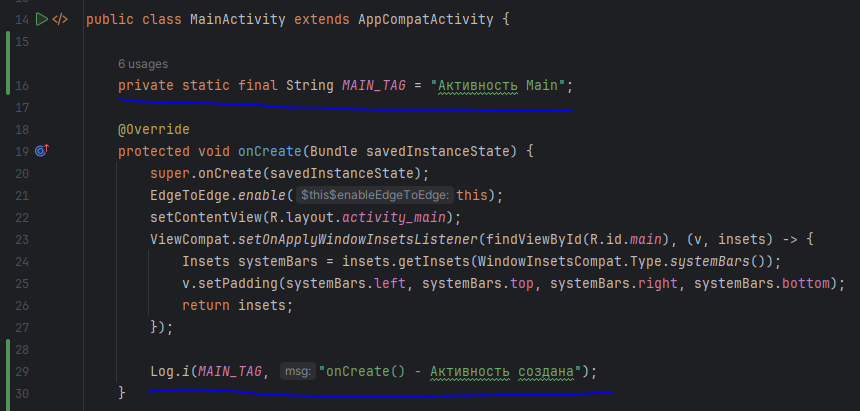 14 public class MainActivity extends AppCompatActivity {
15
6 usages
16 private static final String MAIN_TAG = "Активность Main";
17
18 @Override
19 protected void onCreate(Bundle savedInstanceState) {
20 super.onCreate(savedInstanceState);
21 EdgeToEdge.enable( $this$enableEdgeToEdge: this);
22 setContentView(R.layout.activity_main);
23 ViewCompat.setOnApplyWindowInsetsListener(findViewById(R.id.main), (v, insets) -> {
24 Insets systemBars = insets.getInsets(WindowInsetsCompat.Type.systemBars());
25 v.setPadding(systemBars.left, systemBars.top, systemBars.right, systemBars.bottom);
26 return insets;
27 });
28
29 Log.i(MAIN_TAG, msg: "onCreate() - Активность создана");
30 }